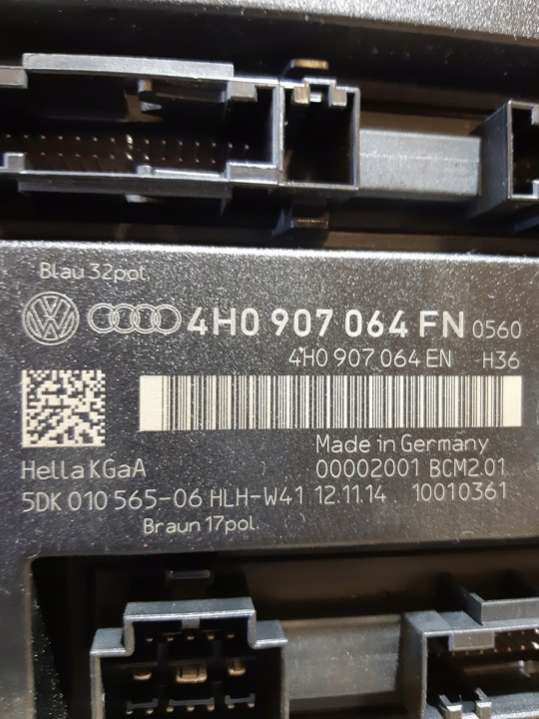 Blau 32pol.
4H0 907 064 FN 0560
4H0 907 064 EN H36
Made in Germany
Hella KGaA 00002001 BCM2.01
5DK 010 565-06 HLH-W41 12.11.14 10010361
Braun 17pol.